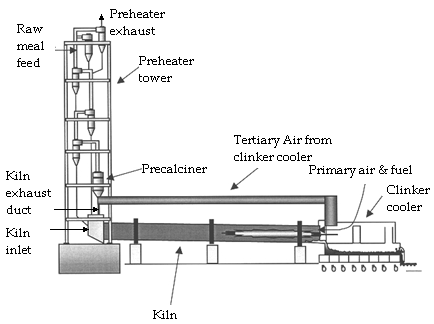 Preheater
exhaust
Raw
meal
feed
Preheater
tower
Tertiary Air from
clinker cooler
Precalciner
Primary air & fuel
Clinker
cooler
Kiln
exhaust
duct
Kiln
inlet
Kiln